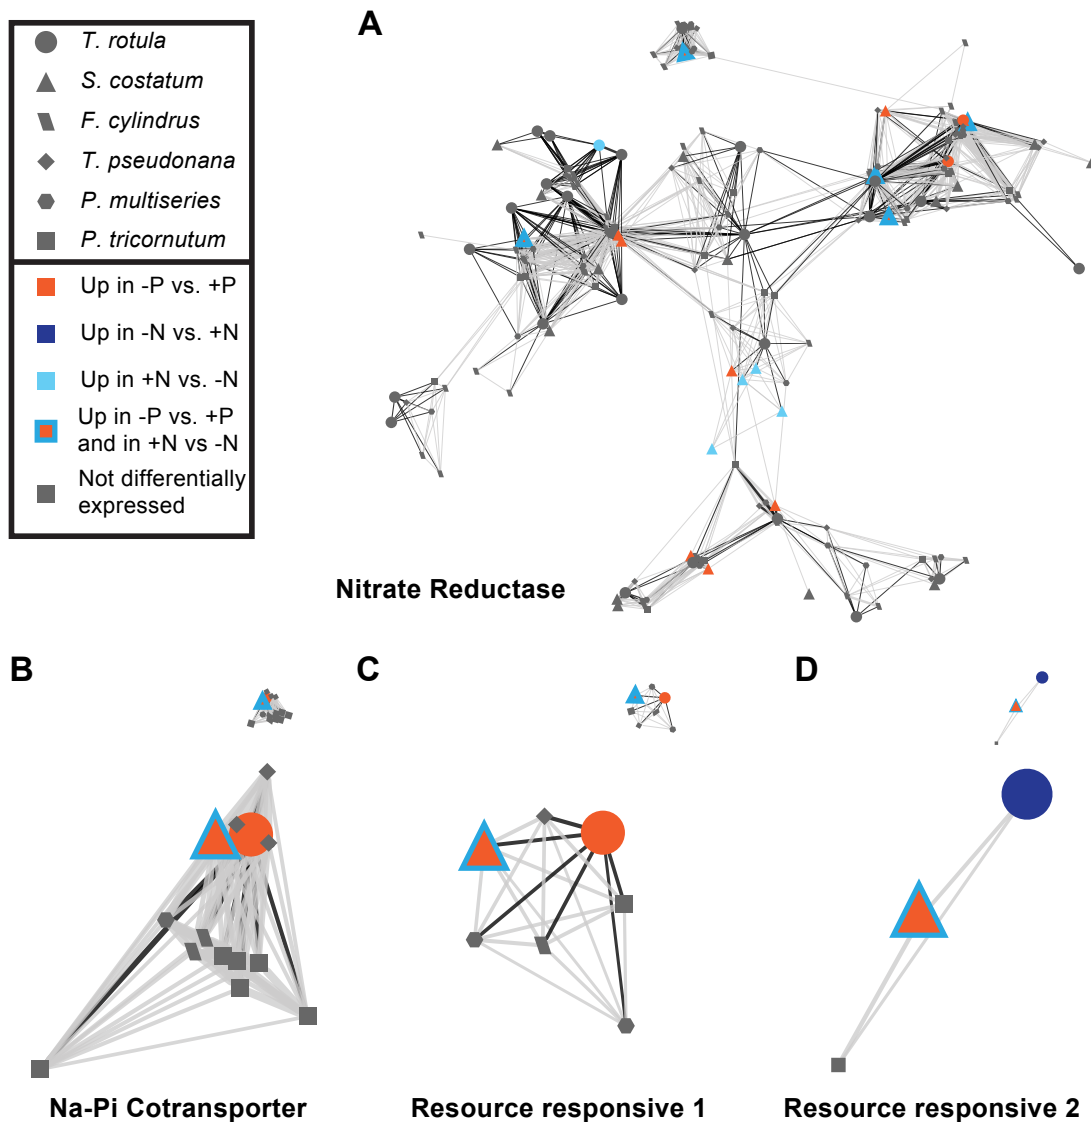 A
T. rotula
S. costatum
F. cylindrus
T. pseudonana
P. multiseries
P. tricornutum
Up in -P vs. +P
Up in -N vs. +N
Up in +N vs. -N
Up in -P vs. +P
and in +N vs -N
Not differentially
expressed
Nitrate Reductase
B
C
D
Na-Pi Cotransporter
Resource responsive 1
Resource responsive 2